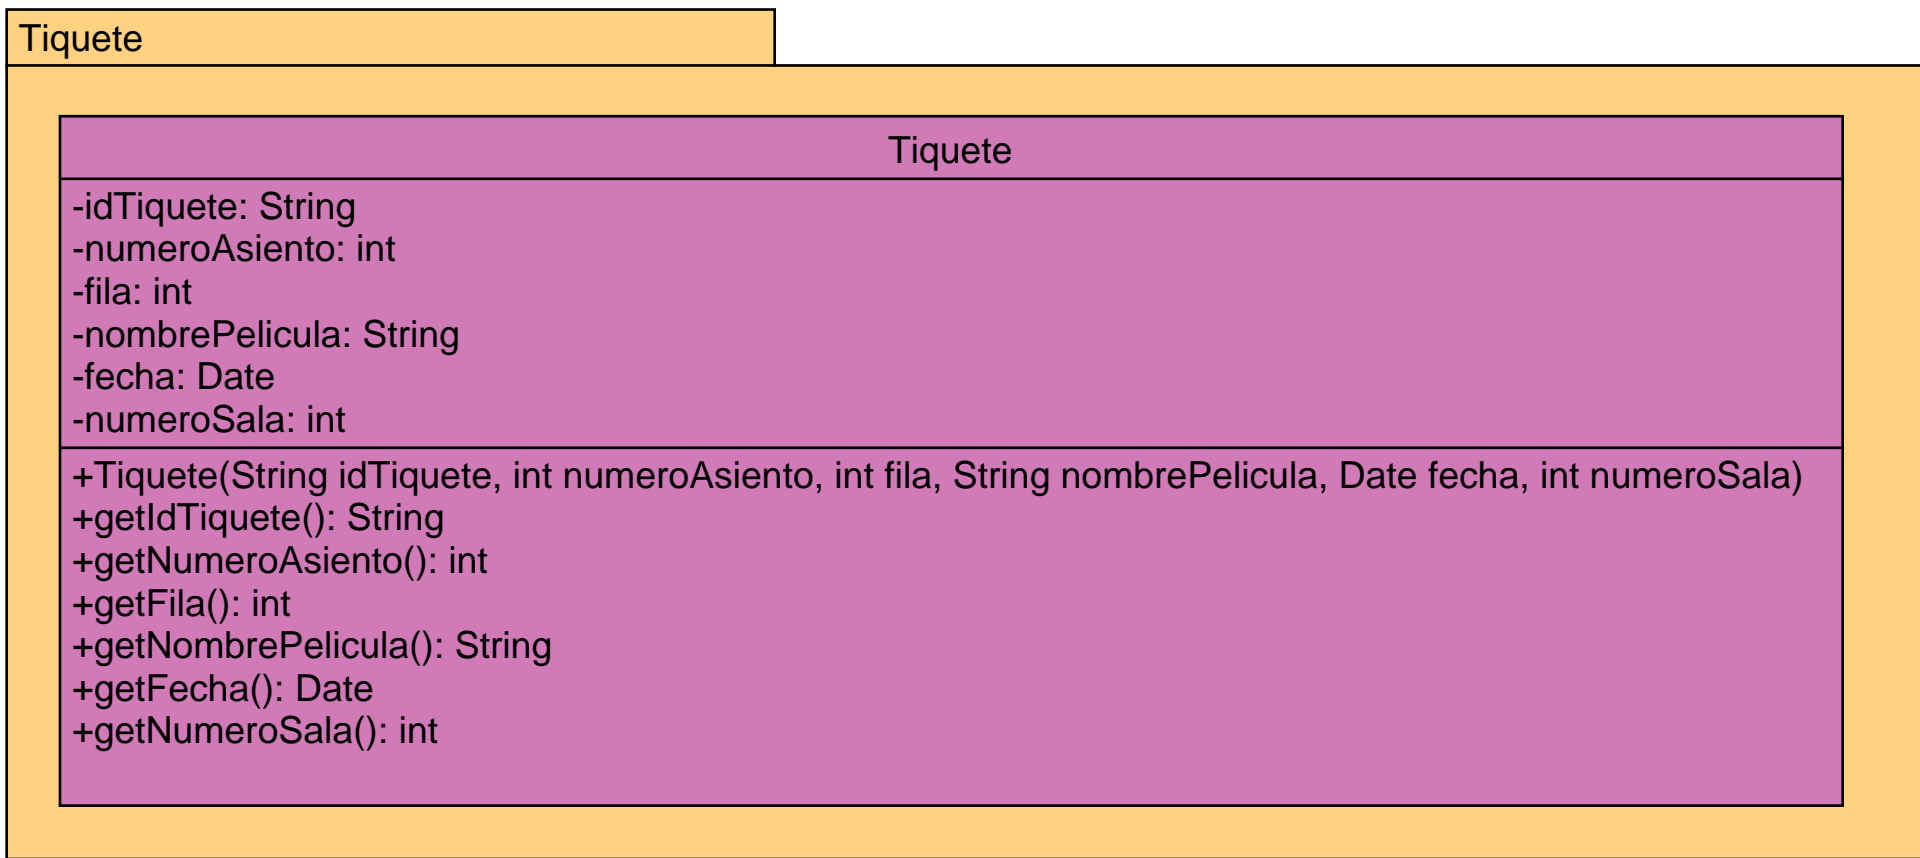 Tiquete
Tiquete
-idTiquete: String
-numeroAsiento: int
-fila: int
-nombrePelicula: String
-fecha: Date
-numeroSala: int
+Tiquete(String idTiquete, int numeroAsiento, int fila, String nombrePelicula, Date fecha, int numeroSala)
+getIdTiquete(): String
+getNumeroAsiento(): int
+getFila(): int
+getNombrePelicula(): String
+getFecha(): Date
+getNumeroSala(): int